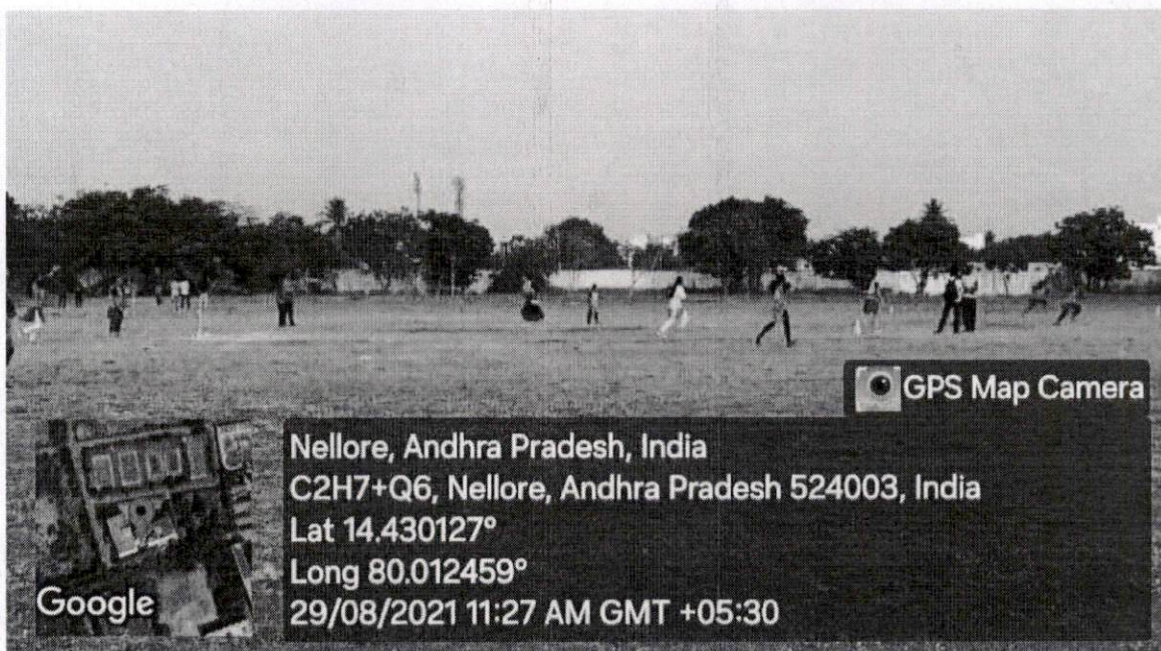 GPS Map Camera
Nellore, Andhra Pradesh, India
C2H7+Q6, Nellore, Andhra Pradesh 524003, India
Lat 14.430127°
Long 80.012459°
29/08/2021 11:27 AM GMT +05:30
Google